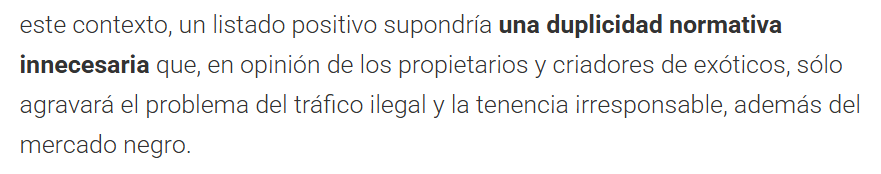 este contexto, un listado positivo supondría una duplicidad normativa
innecesaria que, en opinión de los propietarios y criadores de exóticos, sólo
agravará el problema del tráfico ilegal y la tenencia irresponsable, además del
mercado negro.